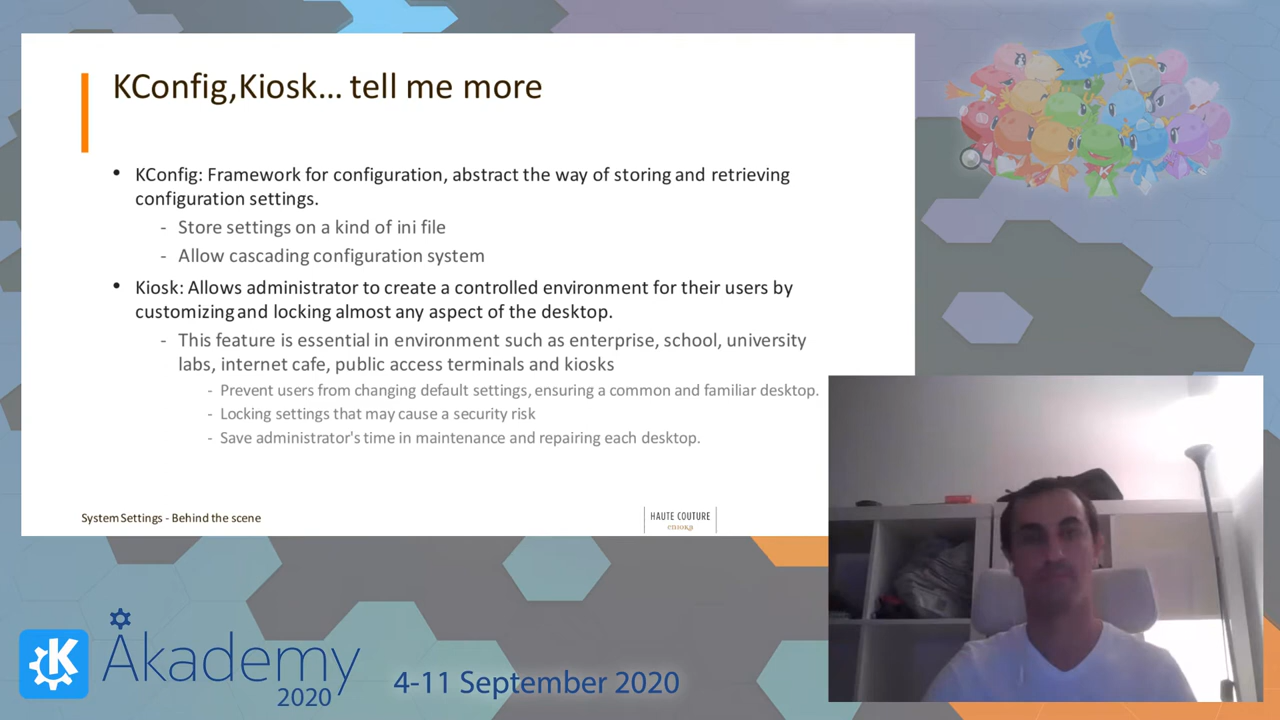 KConfig,Kiosk... tell me more
• KConfig: Framework for configuration, abstract the way of storing and retrieving
configuration settings.
- Store settings on a kind of ini file
- Allow cascading configuration system
• Kiosk: Allows administrator to create a controlled environment for their users by
customizing and locking almost any aspect of the desktop.
- This feature is essential in environment such as enterprise, school, university
labs, internet cafe, public access terminals and kiosks
- Prevent users from changing default settings, ensuring a common and familiar desktop.
- Locking settings that may cause a security risk
- Save administrator's time in maintenance and repairing each desktop.
System Settings - Behind the scene
HAUTE COUTURE
enioka
Akademy
2020
4-11 September 2020